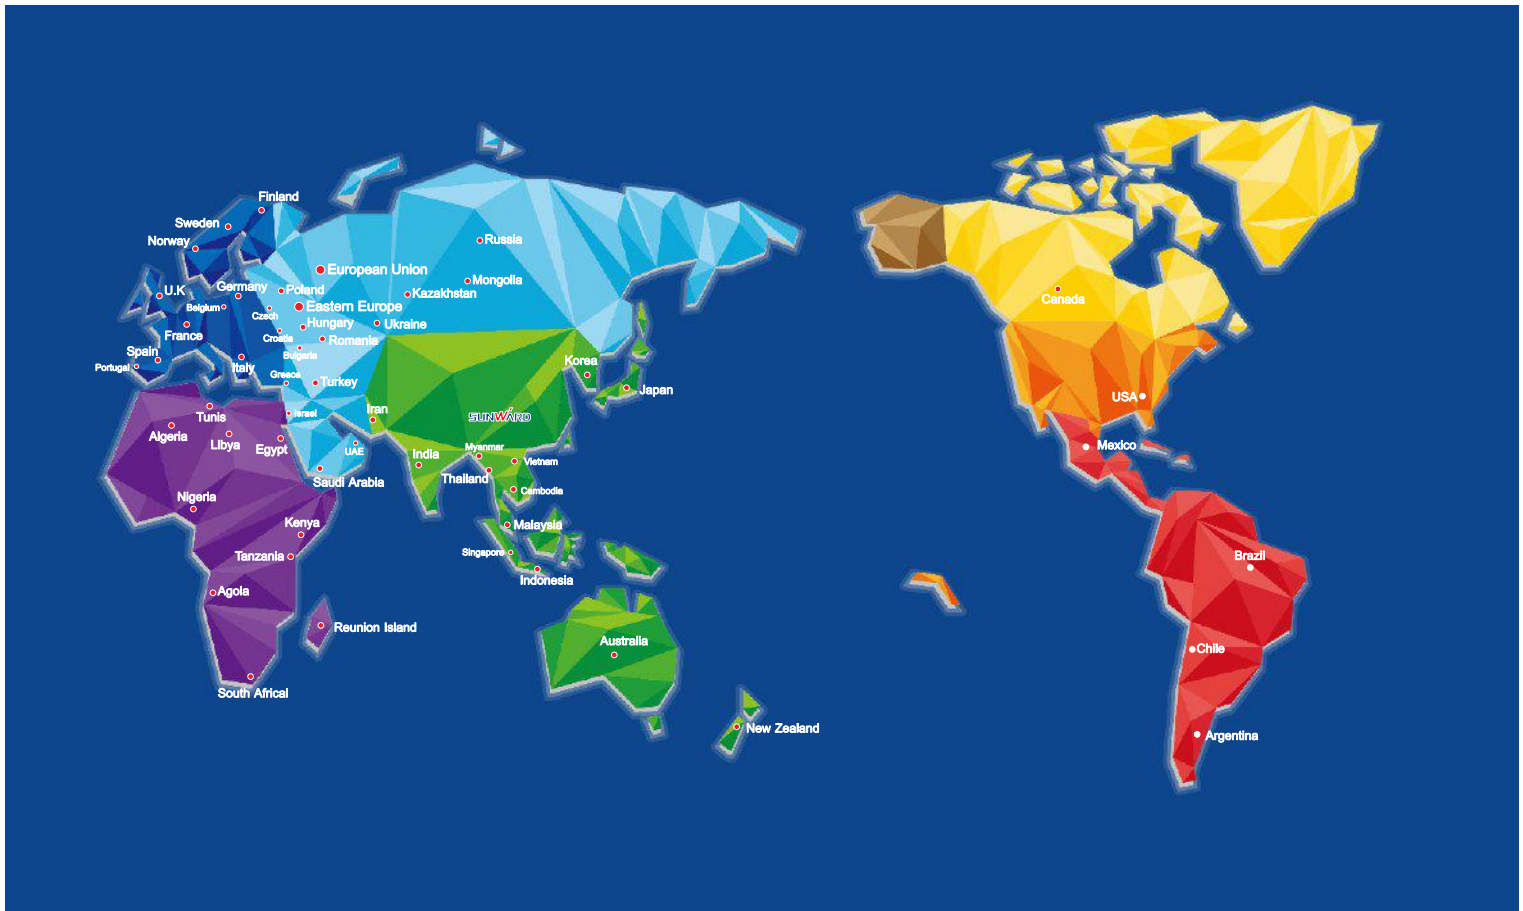 Finland
Sweden
Norway
Russia
European Union
Mongolla
U.K
Germany
Poland
Kazakhstan
Canada
Belgium
Eastern Europe
Czech
Hungary
Ukraine
France
Croatia
Romania
Spain
Bulgaria
Portugal
Italy
Korea
Greece
Turkey
Japan
USA
Iran
Israel
Tunis
SUNWARD
Algeria
Libya
Egypt
UAE
Myanmar
Mexico
India
Vietnam
Saudi Arabia
Thailand
Cambodia
Nigeria
Kenya
Malaysia
Tanzania
Singapore
Brazil
Indonesia
Agola
Reunion Island
Australia
Chile
South Africal
New Zealand
Argentina